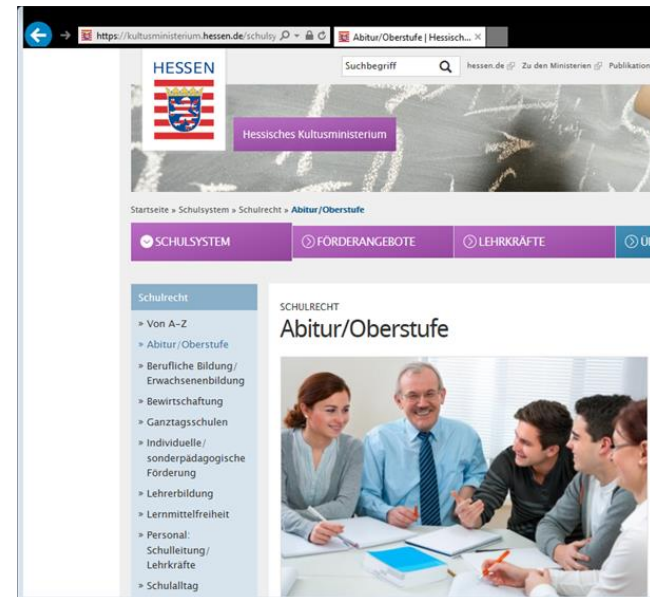 https://kultusministerium.hessen.de/schulsy
Abitur/Oberstufe | Hessisch...
HESSEN
Suchbegriff
hessen.de
Zu den Ministerien
Publikation
Hessisches Kultusministerium
Startseite » Schulsystem » Schulrecht » Abitur/Oberstufe
SCHULSYSTEM
FÖRDERANGEBOTE
LEHRKRÄFTE
Schulrecht
» Von A-Z
» Abitur/Oberstufe
» Berufliche Bildung/
Erwachsenenbildung
» Bewirtschaftung
» Ganztagsschulen
» Individuelle/
sonderpädagogische
Förderung
» Lehrerbildung
» Lernmittelfreiheit
» Personal:
Schulleitung/
Lehrkräfte
» Schulalltag
SCHULRECHT
Abitur/Oberstufe